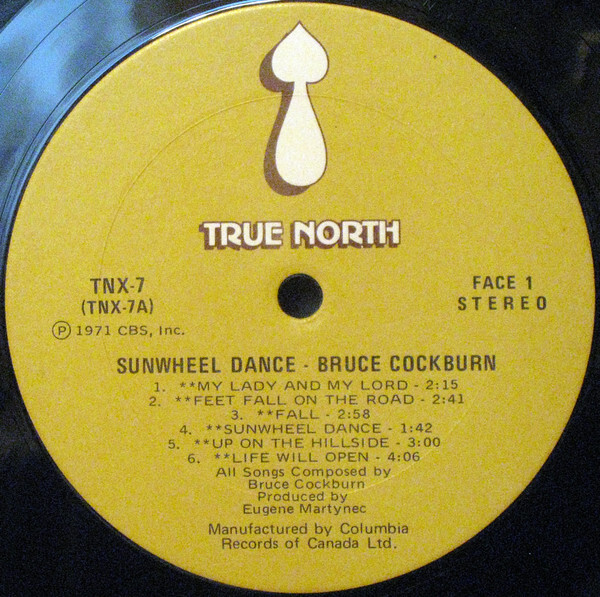 TRUE NORTH
TNX-7
(TNX-7A)
Ⓟ 1971 CBS, Inc.
FACE 1
STEREO
SUNWHEEL DANCE - BRUCE COCKBURN
1. **MY LADY AND MY LORD - 2:15
2. **FEET FALL ON THE ROAD - 2:41
3. **FALL - 2:58
4. **SUNWHEEL DANCE - 1:42
5. **UP ON THE HILLSIDE - 3:00
6. **LIFE WILL OPEN - 4:06
All Songs Composed by
Bruce Cockburn
Produced by
Eugene Martynec
Manufactured by Columbia
Records of Canada Ltd.